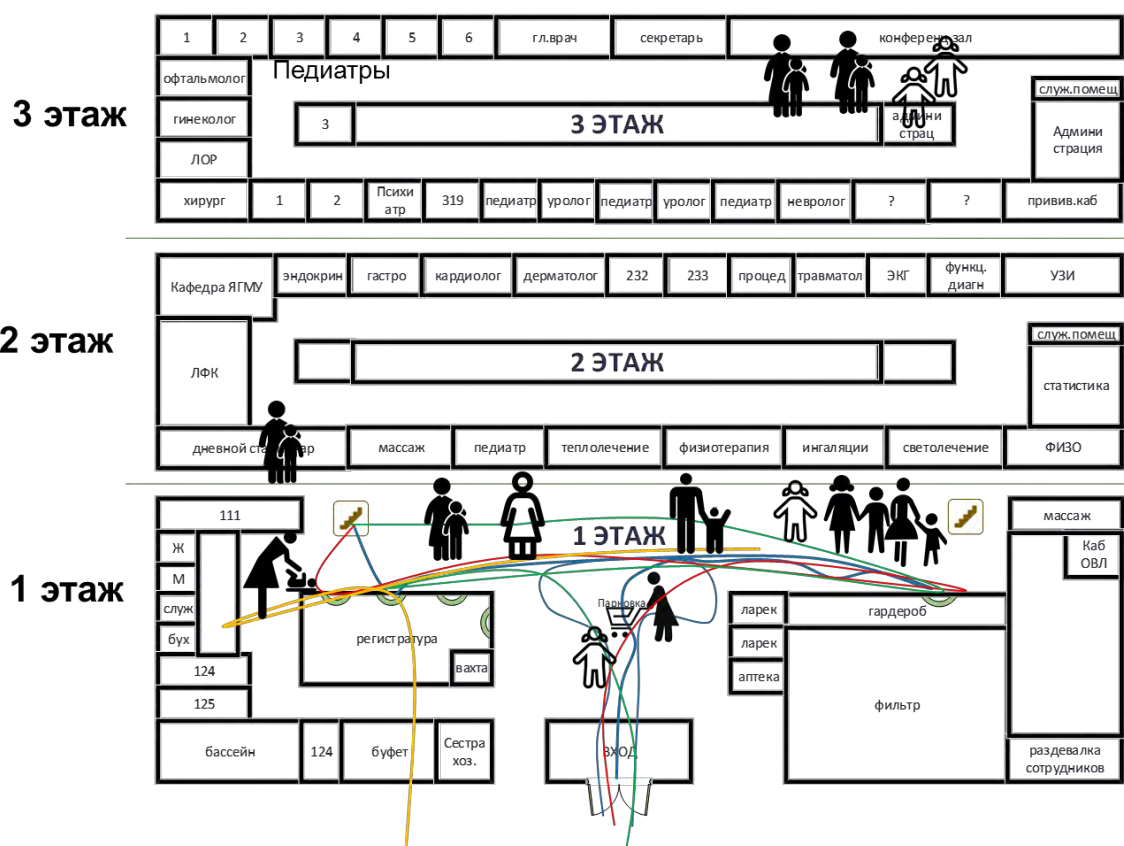 1 2 3 4 5 6 гл.врач секретарь конференц.зал
офтальмолог
Педиатры
служ.помещ
3 этаж
гинеколог
3
3 ЭТАЖ
админи
страц
Админи
страция
ЛОР
хирург 1 2 Психи
атр
319 педиатр уролог педиатр уролог педиатр невролог ? ? привив.каб
Кафедра ЯГМУ
эндокрин гастро кардиолог дерматолог 232 233 процед травматол ЭКГ функц.
диагн
УЗИ
2 этаж
служ.помещ
2 ЭТАЖ
ЛФК
статистика
дневной массаж педиатр теплолечение физиотерапия ингаляции светолечение ФИЗО
111
1 ЭТАЖ
массаж
Ж
Каб
ОВЛ
М
1 этаж
служ
Парковка
ларек
гардероб
бух
регистратура
ларек
124
вахта
аптека
125
фильтр
бассейн 124 буфет Сестра
хоз.
ВХОД
раздевалка
сотрудников